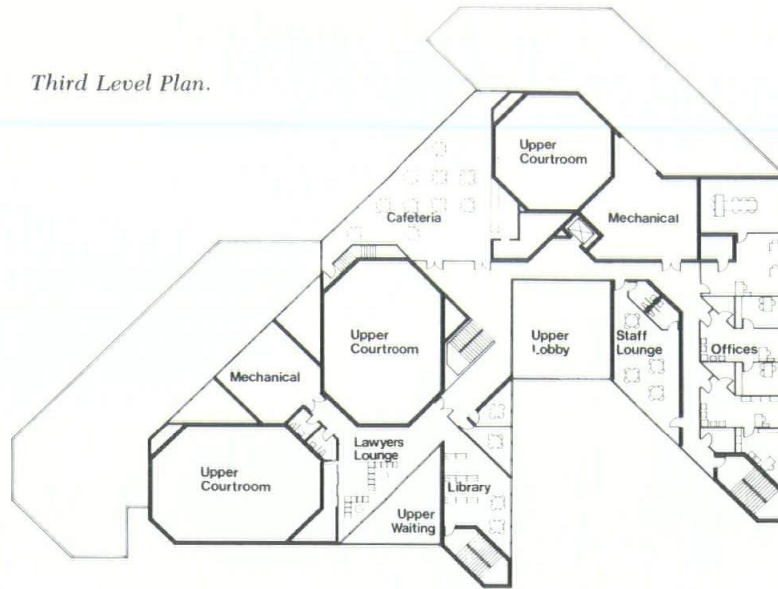 Third Level Plan.
Upper
Courtroom
Cafeteria
Mechanical
Upper
Courtroom
Upper
Lobby
Staff
Lounge
Offices
Mechanical
Lawyers
Lounge
Upper
Courtroom
Library
Upper
Waiting